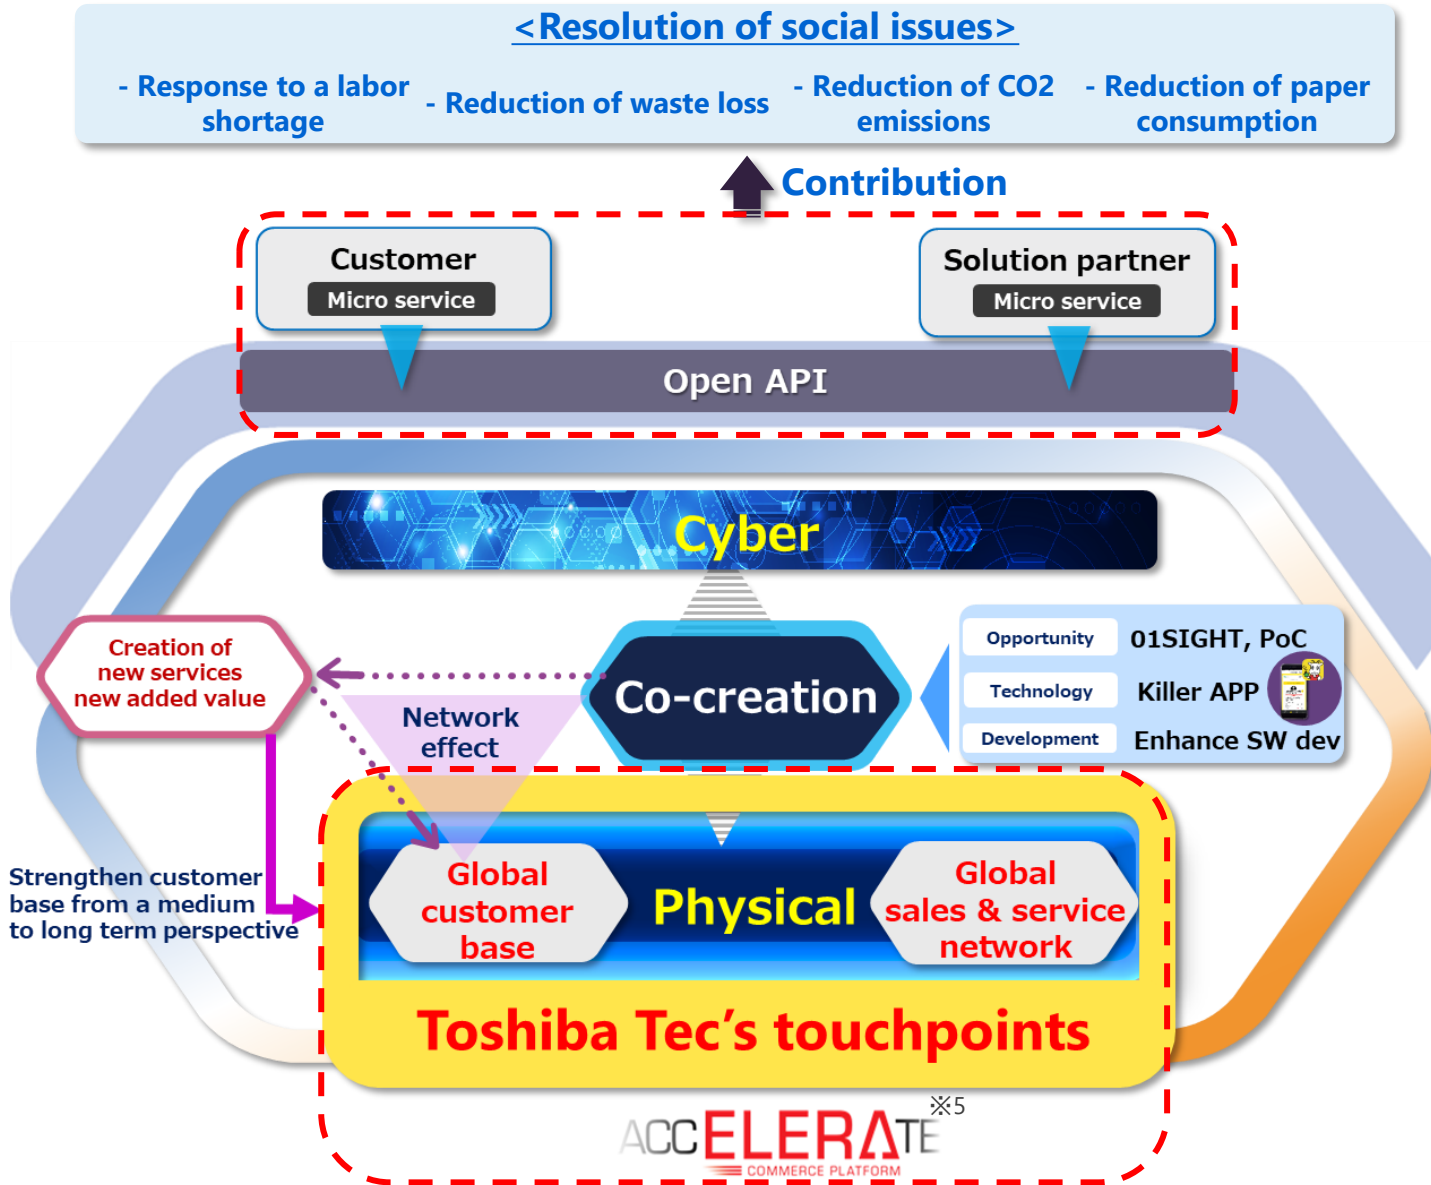 <Resolution of social issues>
- Response to a labor
shortage
- Reduction of waste loss
- Reduction of CO2
emissions
- Reduction of paper
consumption
Contribution
Customer
Micro service
Solution partner
Micro service
Open API
Cyber
Creation of
new services
new added value
Network
effect
Co-creation
Opportunity
01SIGHT, PoC
Technology
Killer APP
Development
Enhance SW dev
Strengthen customer
base from a medium
to long term perspective
Global
customer
base
Physical
Global
sales & service
network
Toshiba Tec’s touchpoints
ACCELERATE
※5
COMMERCE PLATFORM